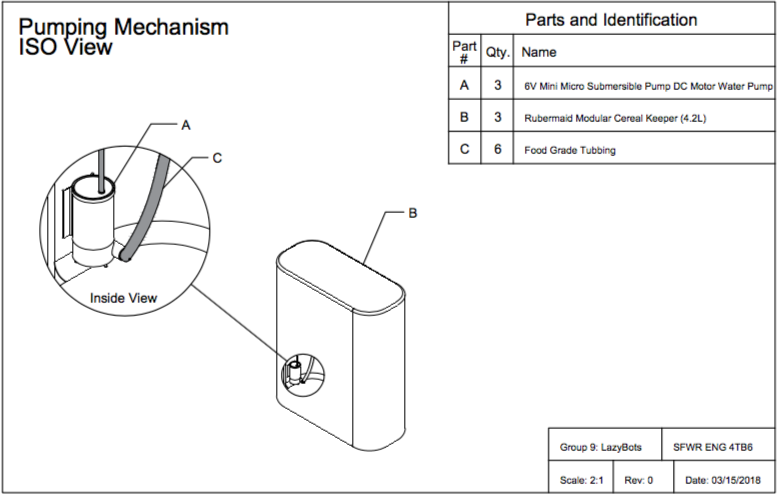 Pumping Mechanism
ISO View
Parts and Identification
Part # Qty. Name
A 3 6V Mini Micro Submersible Pump DC Motor Water Pump
B 3 Rubermaid Modular Cereal Keeper (4.2L)
C 6 Food Grade Tubbing
A
C
B
Inside View
Group 9: LazyBots SFWR ENG 4TB6
Scale: 2:1 Rev: 0 Date: 03/15/2018